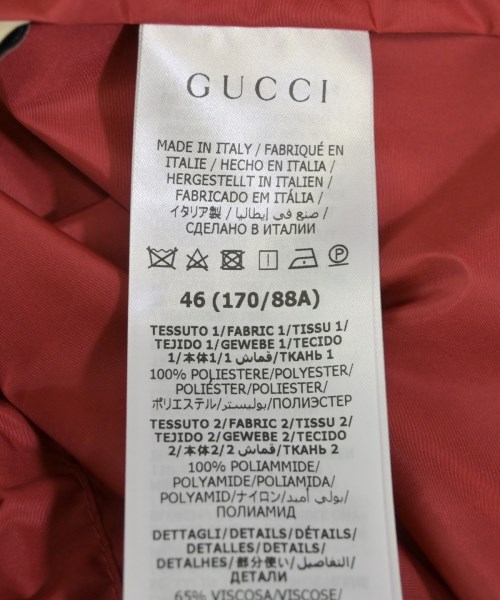 GUCCI
MADE IN ITALY / FABRIQUÉ EN
ITALIE / HECHO EN ITALIA /
HERGESTELLT IN ITALIEN /
FABRICADO EM ITÁLIA /
イタリア製 / صنع في إيطاليا /
СДЕЛАНО В ИТАЛИИ
P
46 (170/88A)
TESSUTO 1/FABRIC 1/TISSU 1/
TEJIDO 1/GEWEBE 1/TECIDO
1/本体1/قماش 1/ТКАНЬ 1
100% POLIESTERE/POLYESTER/
POLIÉSTER/POLIESTER/
ポリエステル/بوليستر/ПОЛИЭСТЕР
TESSUTO 2/FABRIC 2/TISSU 2/
TEJIDO 2/GEWEBE 2/TECIDO
2/本体2/قماش 2/ТКАНЬ 2
100% POLIAMMIDE/
POLYAMIDE/POLIAMIDA/
POLYAMID/ナイロン/بولي أميد/
ПОЛИАМИД
DETTAGLI/DETAILS/DÉTAILS/
DETALLES/DETAILS/
DETALHES/部分使い/التفاصيل/
ДЕТАЛИ
65% VISCOSA/VISCOSE/